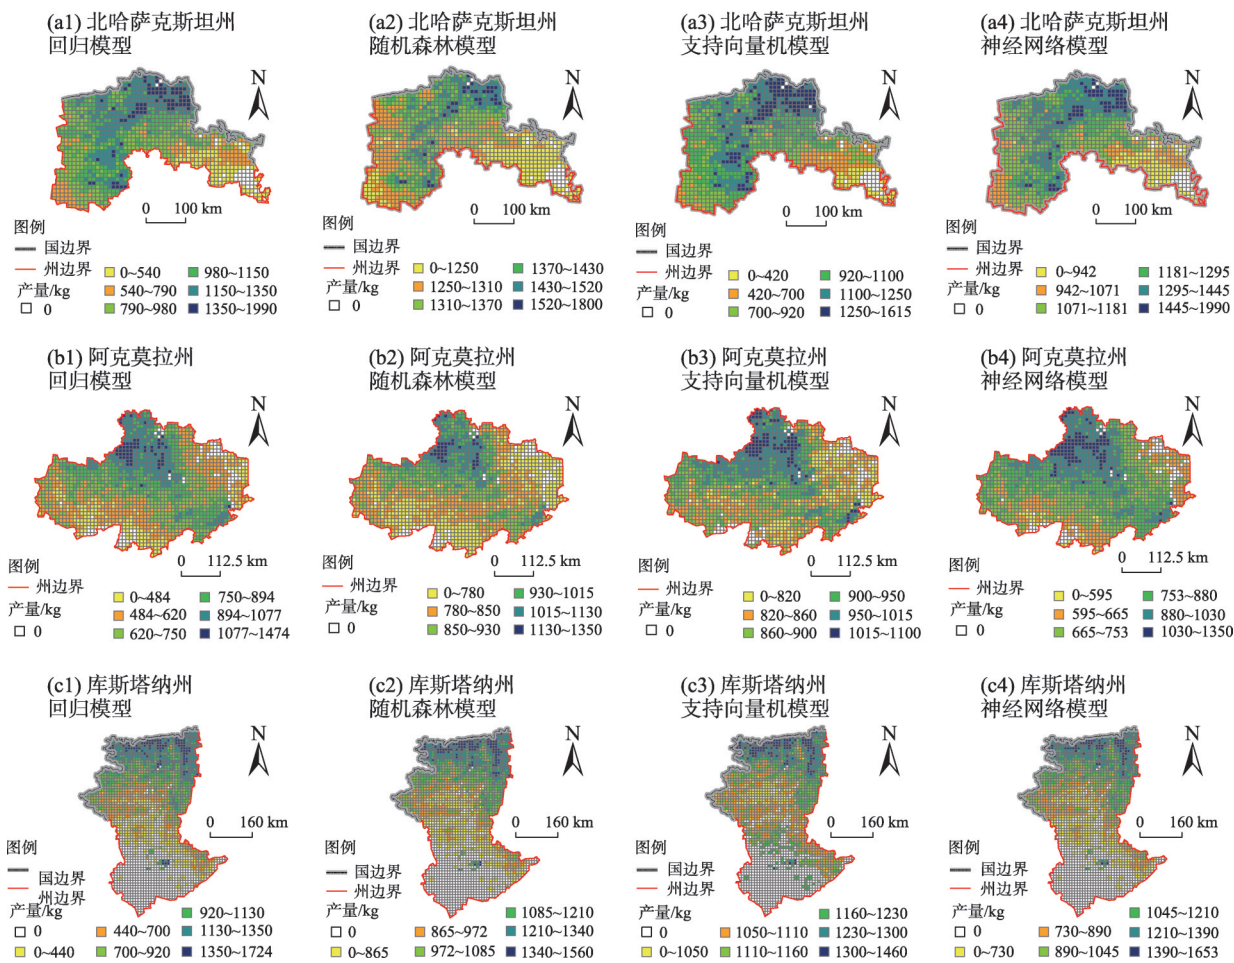 (a1) 北哈萨克斯坦州
回归模型
N
0 100 km
图例
国边界
州边界
产量/kg
0
0~540
540~790
790~980
980~1150
1150~1350
1350~1990
(a2) 北哈萨克斯坦州
随机森林模型
N
0 100 km
图例
国边界
州边界
产量/kg
0
0~1250
1250~1310
1310~1370
1370~1430
1430~1520
1520~1800
(a3) 北哈萨克斯坦州
支持向量机模型
N
0 100 km
图例
国边界
州边界
产量/kg
0
0~420
420~700
700~920
920~1100
1100~1250
1250~1615
(a4) 北哈萨克斯坦州
神经网络模型
N
0 100 km
图例
国边界
州边界
产量/kg
0
0~942
942~1071
1071~1181
1181~1295
1295~1445
1445~1990
(b1) 阿克莫拉州
回归模型
N
0 112.5 km
图例
州边界
产量/kg
0
0~484
484~620
620~750
750~894
894~1077
1077~1474
(b2) 阿克莫拉州
随机森林模型
N
0 112.5 km
图例
州边界
产量/kg
0
0~780
780~850
850~930
930~1015
1015~1130
1130~1350
(b3) 阿克莫拉州
支持向量机模型
N
0 112.5 km
图例
州边界
产量/kg
0
0~820
820~860
860~900
900~950
950~1015
1015~1100
(b4) 阿克莫拉州
神经网络模型
N
0 112.5 km
图例
州边界
产量/kg
0
0~595
595~665
665~753
753~880
880~1030
1030~1350
(c1) 库斯塔纳州
回归模型
N
0 160 km
图例
国边界
州边界
产量/kg
0
0~440
440~700
700~920
920~1130
1130~1350
1350~1724
(c2) 库斯塔纳州
随机森林模型
N
0 160 km
图例
国边界
州边界
产量/kg
0
0~865
865~972
972~1085
1085~1210
1210~1340
1340~1560
(c3) 库斯塔纳州
支持向量机模型
N
0 160 km
图例
国边界
州边界
产量/kg
0
0~1050
1050~1110
1110~1160
1160~1230
1230~1300
1300~1460
(c4) 库斯塔纳州
神经网络模型
N
0 160 km
图例
国边界
州边界
产量/kg
0
0~730
730~890
890~1045
1045~1210
1210~1390
1390~1653